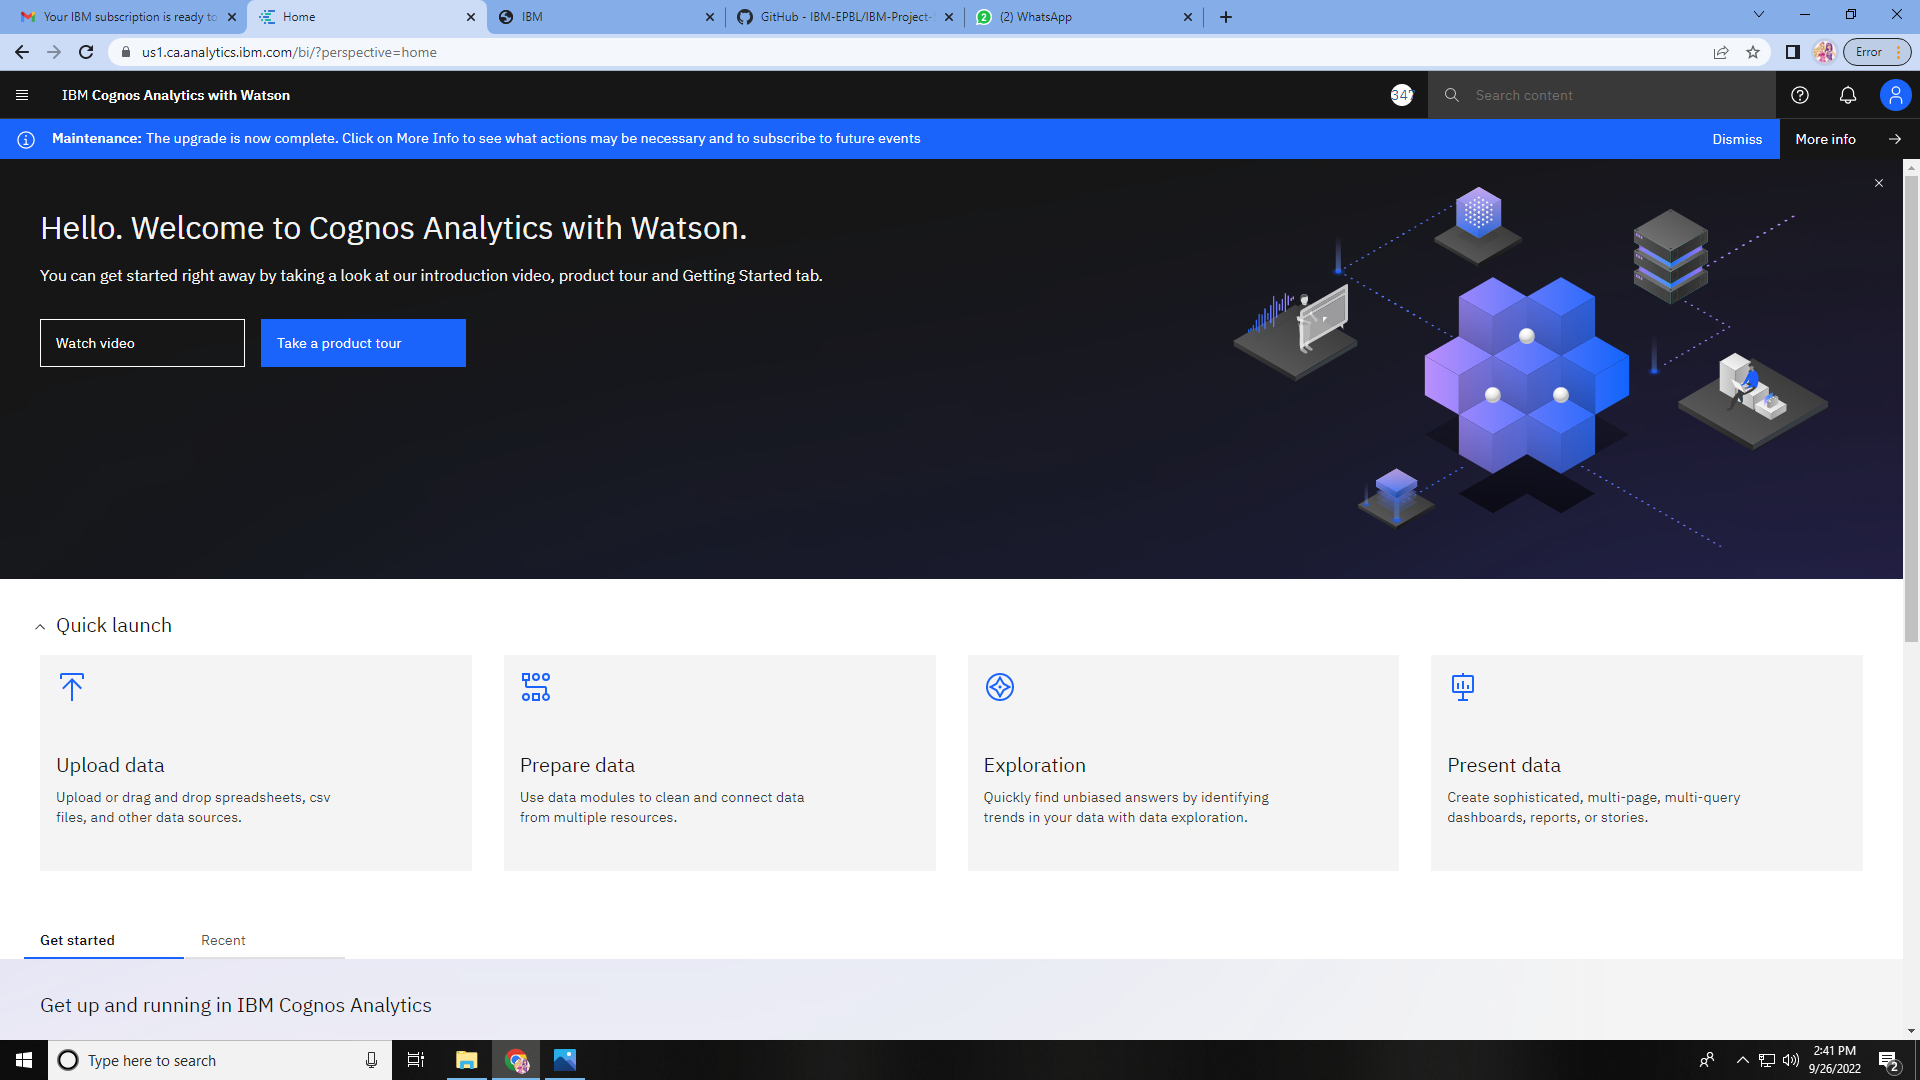 Your IBM subscription is ready to
Home
IBM
GitHub - IBM-EPBL/IBM-Project-
(2) WhatsApp
us1.ca.analytics.ibm.com/bi/?perspective=home
Error
IBM Cognos Analytics with Watson
347
Search content
Maintenance: The upgrade is now complete. Click on More Info to see what actions may be necessary and to subscribe to future events
Dismiss
More info
Hello. Welcome to Cognos Analytics with Watson.
You can get started right away by taking a look at our introduction video, product tour and Getting Started tab.
Watch video
Take a product tour
Quick launch
Upload data
Upload or drag and drop spreadsheets, csv
files, and other data sources.
Prepare data
Use data modules to clean and connect data
from multiple resources.
Exploration
Quickly find unbiased answers by identifying
trends in your data with data exploration.
Present data
Create sophisticated, multi-page, multi-query
dashboards, reports, or stories.
Get started
Recent
Get up and running in IBM Cognos Analytics
Type here to search
2:41 PM
9/26/2022
2